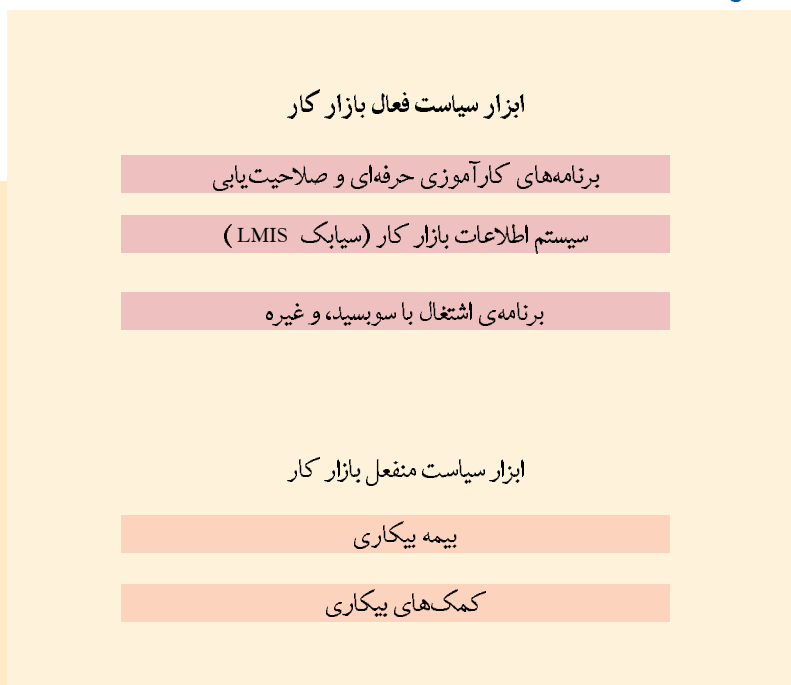 ابزار سیاست فعال بازار کار
برنامه‌های کارآموزی حرفه‌ای و صلاحیت‌یابی
سیستم اطلاعات بازار کار (سیابک LMIS )
برنامه‌ی اشتغال با سوبسید، و غیره
ابزار سیاست منفعل بازار کار
بیمه بیکاری
کمک‌های بیکاری